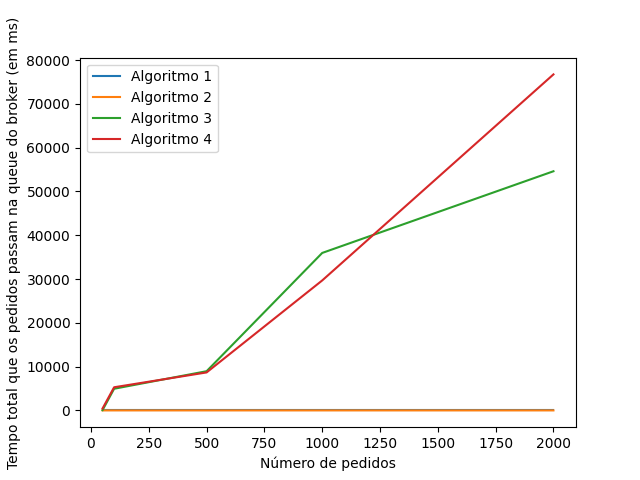 Tempo total que os pedidos passam na queue do broker (em ms)
80000
70000
60000
50000
40000
30000
20000
10000
0
Algoritmo 1
Algoritmo 2
Algoritmo 3
Algoritmo 4
0 250 500 750 1000 1250 1500 1750 2000
Número de pedidos